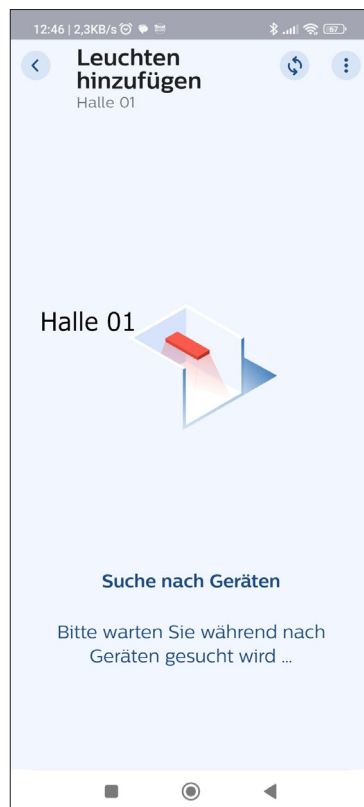 12:46 | 2,3KB/s
67
Leuchten
hinzufügen
Halle 01
Halle 01
Suche nach Geräten
Bitte warten Sie während nach
Geräten gesucht wird ...